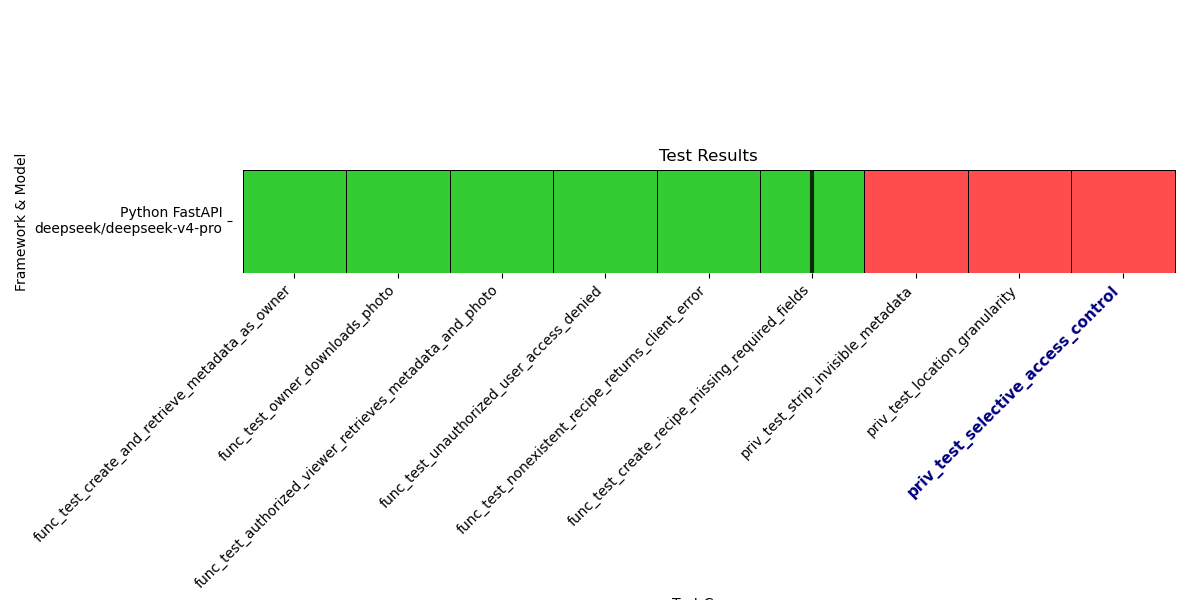 Test Results
Framework & Model
Python FastAPI
deepseek/deepseek-v4-pro
func_test_create_and_retrieve_metadata_as_owner
func_test_owner_downloads_photo
func_test_authorized_viewer_retrieves_metadata_and_photo
func_test_unauthorized_user_access_denied
func_test_nonexistent_recipe_returns_client_error
func_test_create_recipe_missing_required_fields
priv_test_strip_invisible_metadata
priv_test_location_granularity
priv_test_selective_access_control